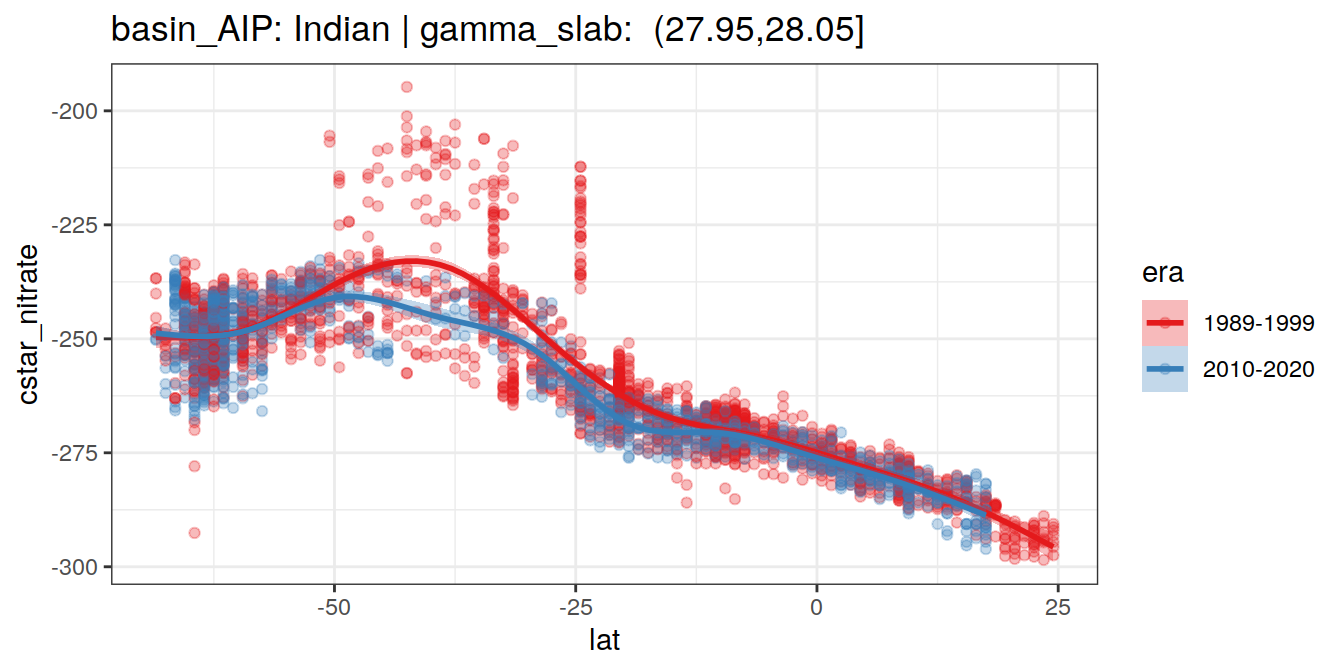 basin_AIP: Indian | gamma_slab:  (27.95,28.05]
cstar_nitrate
-200
-225
-250
-275
-300
-50
-25
0
25
lat
era
1989-1999
2010-2020